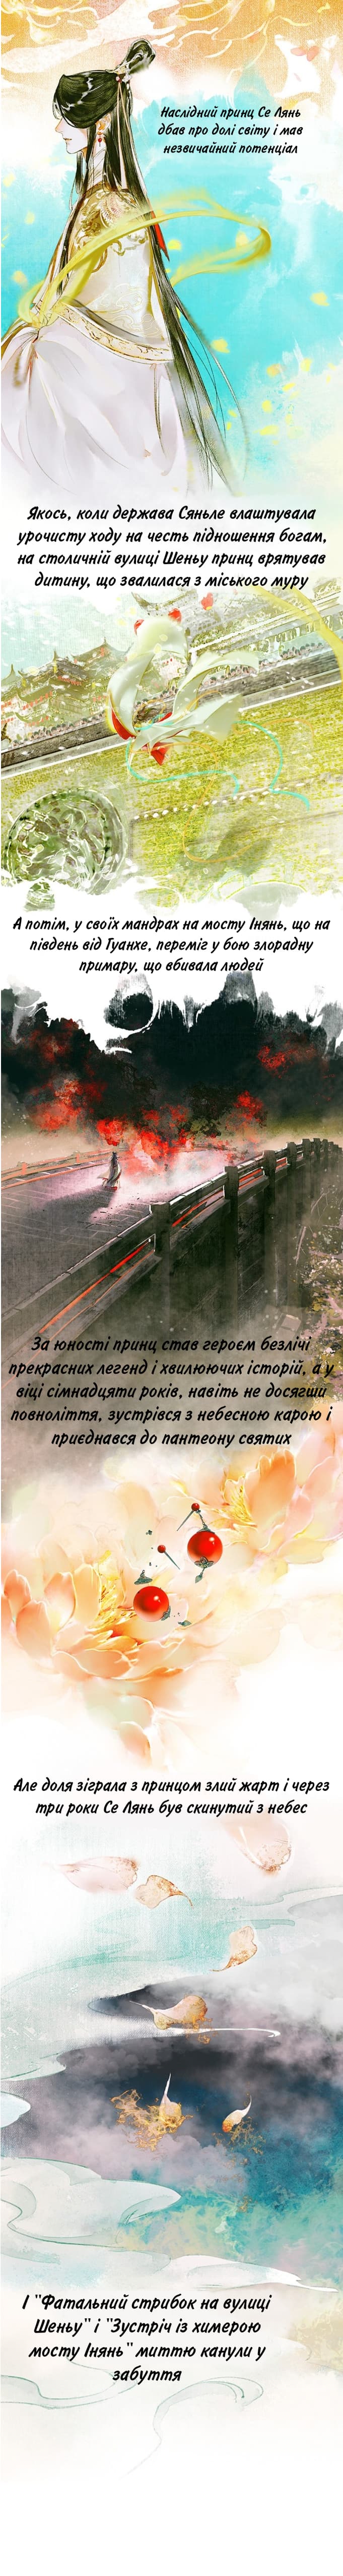 Наслідний принц Се Лянь
дбав про долі світу і мав
незвичайний потенціал
Якось, коли держава Сяньле влаштувала
урочисту ходу на честь підношення богам,
на столичній вулиці Шеньу принц врятував
дитину, що звалилася з міського муру
А потім, у своїх мандрах на мосту Інянь, що на
південь від Гуанхе, переміг у бою злорадну
примару, що вбивала людей
За юності принц став героєм безлічі
прекрасних легенд і хвилюючих історій, а у
віці сімнадцяти років, навіть не досягши
повноліття, зустрівся з небесною карою і
приєднався до пантеону святих
Але доля зіграла з принцом злий жарт і через
три роки Се Лянь був скинутий з небес
І "Фатальний стрибок на вулиці
Шеньу" і "Зустріч із химерою
мосту Інянь" миттю канули у
забуття